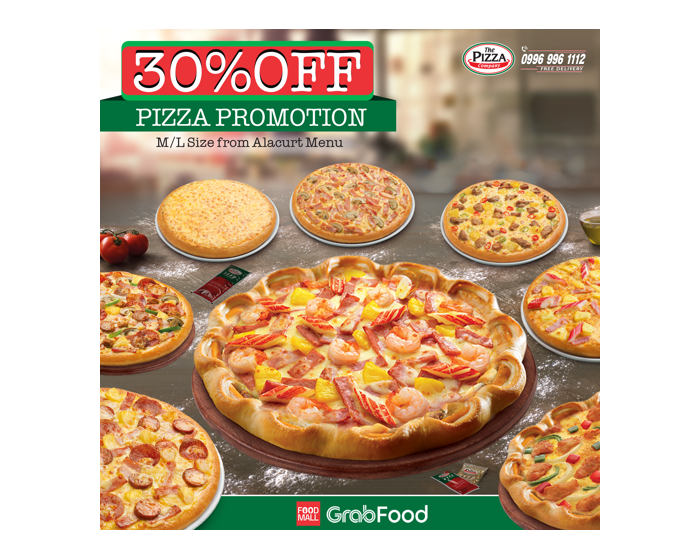 30%OFF
PIZZA PROMOTION
M/L Size from Alacurt Menu
The
PIZZA
COMPANY
0996 996 1112
FREE DELIVERY
FOOD
MALL
GrabFood